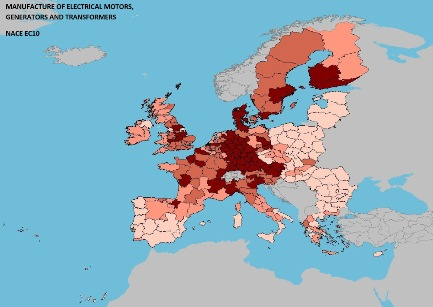 MANUFACTURE OF ELECTRICAL MOTORS,
GENERATORS AND TRANSFORMERS
NACE EC10